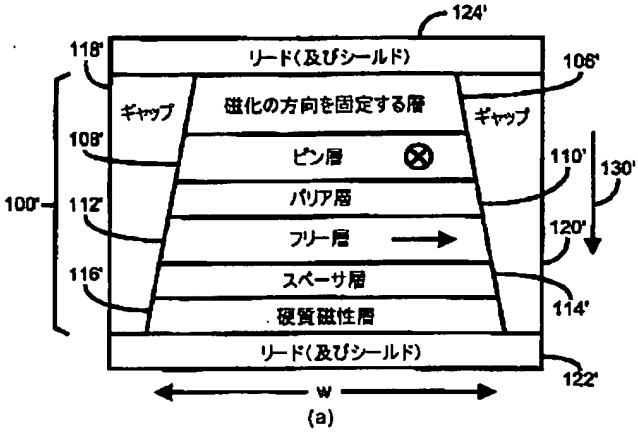 124'
リード(及びシールド)
118'
106'
ギャップ
磁化の方向を固定する層
ギャップ
108'
ピン層
110'
130'
100'
バリア層
112'
フリー層
120'
116'
スペーサ層
114'
硬質磁性層
リード(及びシールド)
122'
W
(a)